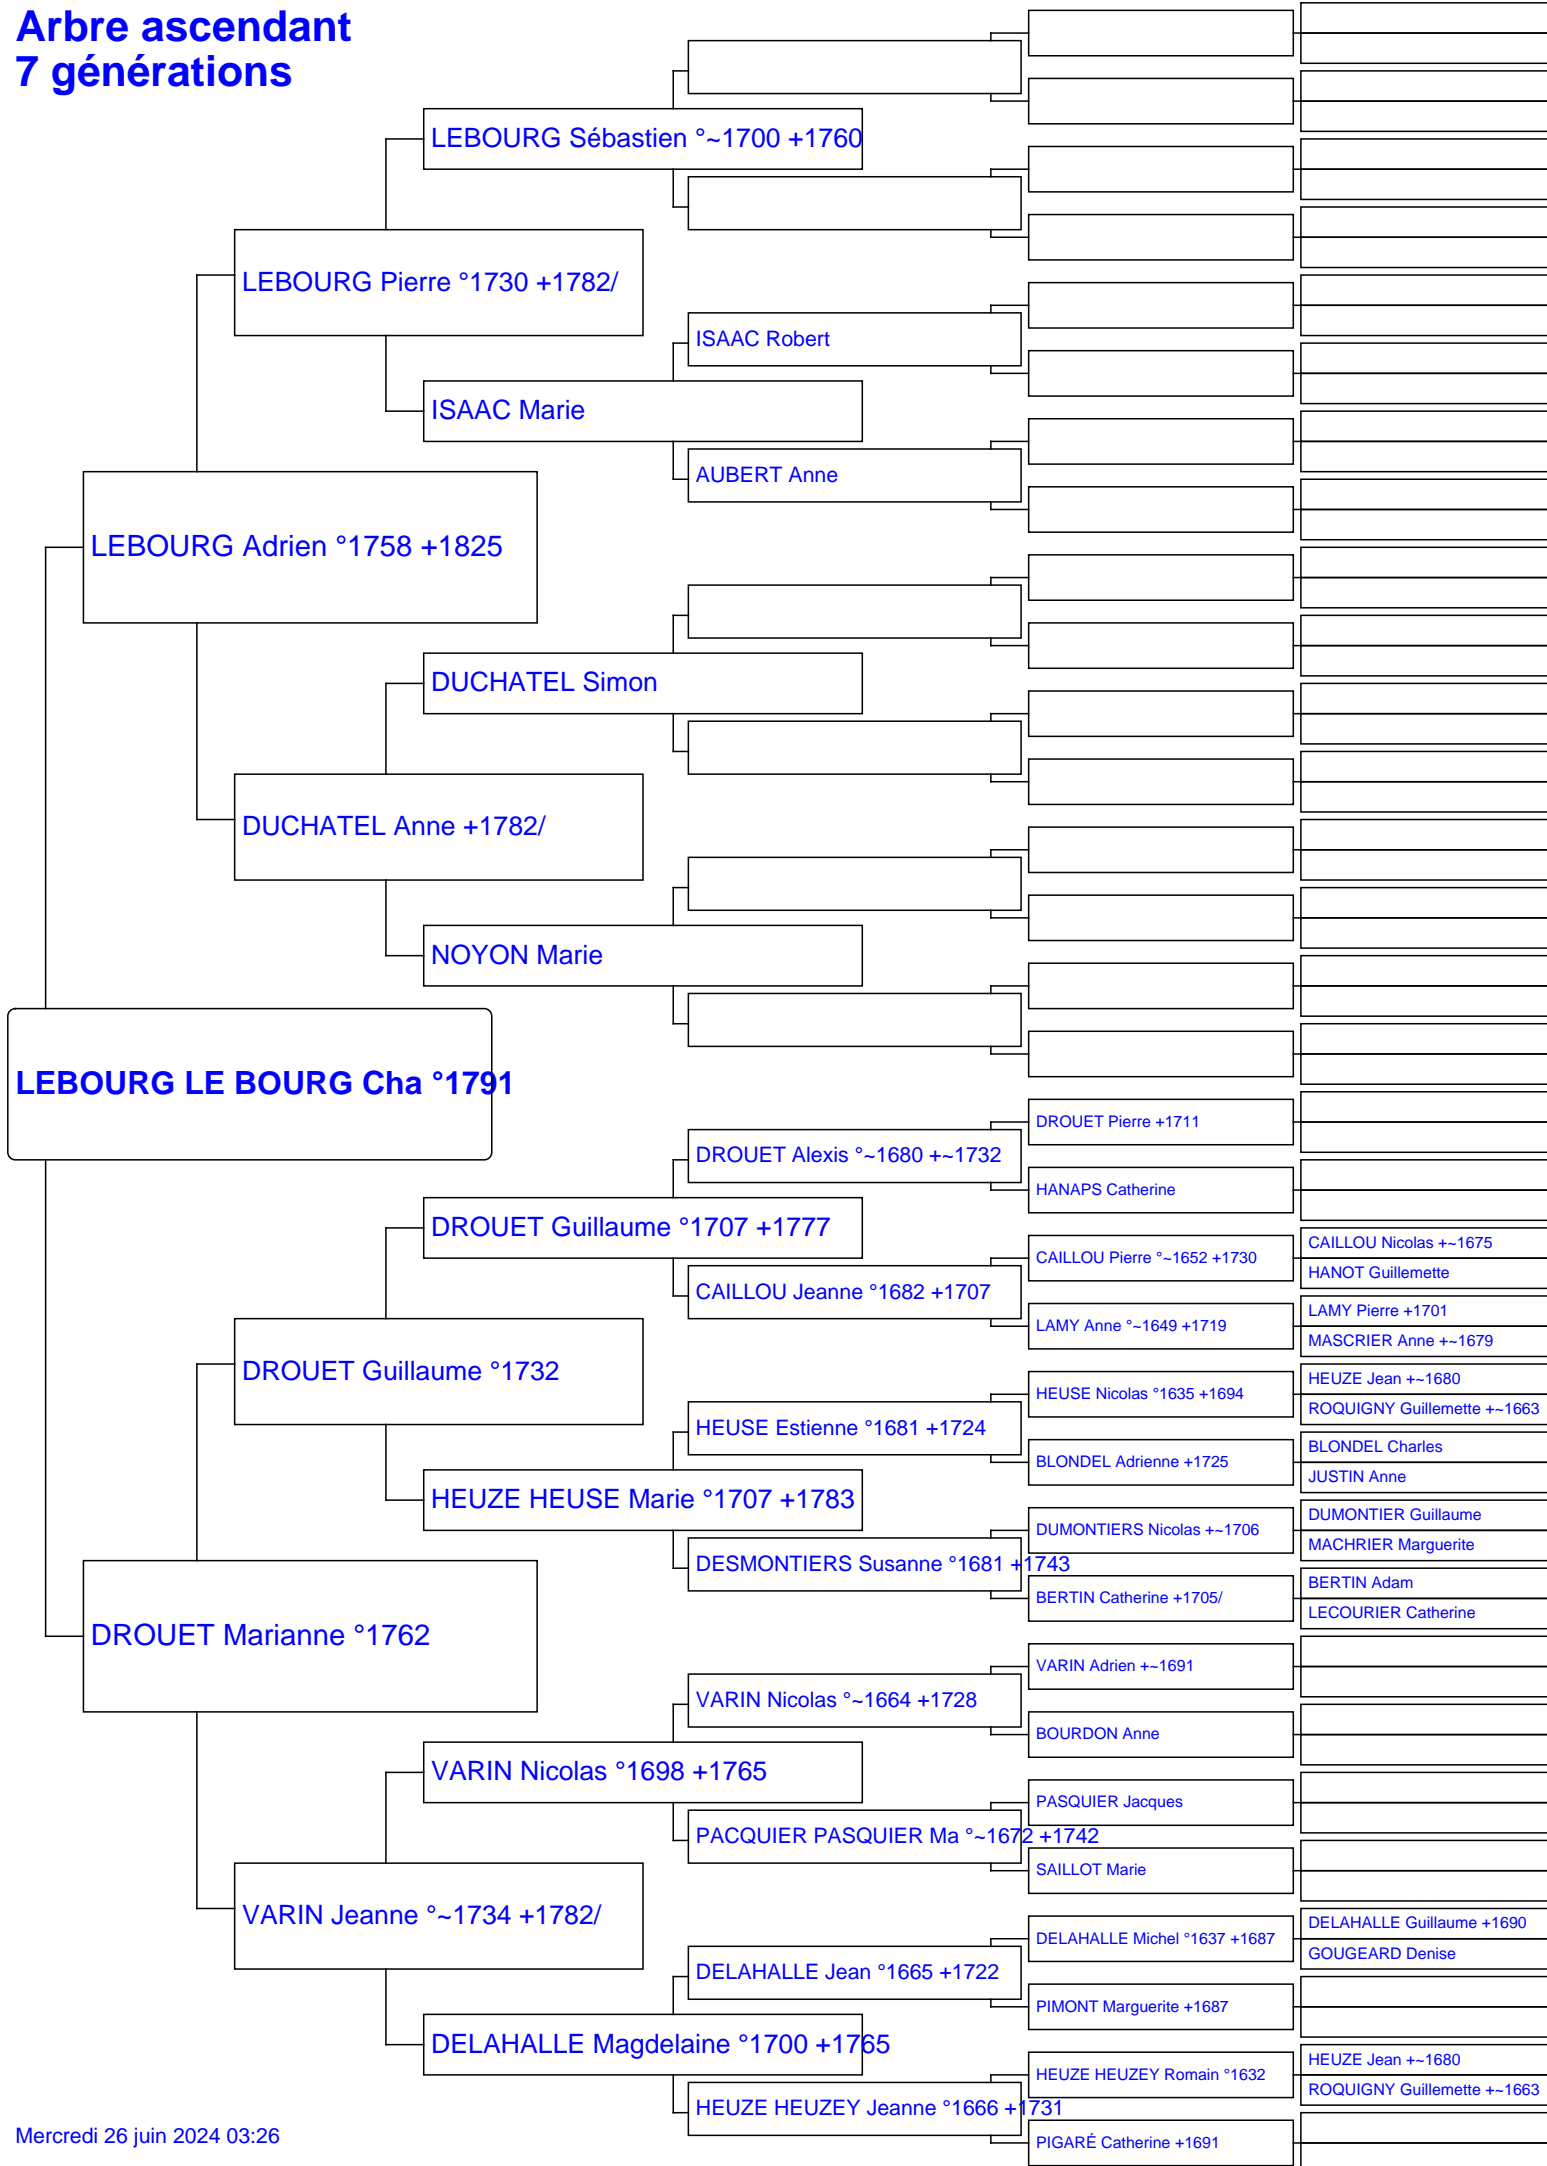 Arbre ascendant
7 générations
LEBOURG Sébastien °~1700 +1760
LEBOURG Pierre °1730 +1782/
ISAAC Robert
ISAAC Marie
AUBERT Anne
LEBOURG Adrien °1758 +1825
DUCHATEL Simon
DUCHATEL Anne +1782/
NOYON Marie
LEBOURG LE BOURG Cha °1791
DROUET Pierre +1711
DROUET Alexis °~1680 +~1732
HANAPS Catherine
DROUET Guillaume °1707 +1777
CAILLOU Nicolas +~1675
CAILLOU Pierre °~1652 +1730
HANOT Guillemette
CAILLOU Jeanne °1682 +1707
LAMY Pierre +1701
LAMY Anne °~1649 +1719
MASCRIER Anne +~1679
DROUET Guillaume °1732
HEUZE Jean +~1680
HEUSE Nicolas °1635 +1694
ROQUIGNY Guillemette +~1663
HEUSE Estienne °1681 +1724
BLONDEL Charles
BLONDEL Adrienne +1725
JUSTIN Anne
HEUZE HEUSE Marie °1707 +1783
DUMONTIER Guillaume
DUMONTIERS Nicolas +~1706
MACHRIER Marguerite
DESMONTIERS Susanne °1681 +1743
BERTIN Adam
BERTIN Catherine +1705/
LECOURIER Catherine
DROUET Marianne °1762
VARIN Adrien +~1691
VARIN Nicolas °~1664 +1728
BOURDON Anne
VARIN Nicolas °1698 +1765
PASQUIER Jacques
PACQUIER PASQUIER Ma °~1672 +1742
SAILLOT Marie
VARIN Jeanne °~1734 +1782/
DELAHALLE Guillaume +1690
DELAHALLE Michel °1637 +1687
GOUGEARD Denise
DELAHALLE Jean °1665 +1722
PIMONT Marguerite +1687
DELAHALLE Magdelaine °1700 +1765
HEUZE Jean +~1680
HEUZE HEUZEY Romain °1632
ROQUIGNY Guillemette +~1663
HEUZE HEUZEY Jeanne °1666 +1731
PIGARÉ Catherine +1691
Mercredi 26 juin 2024 03:26